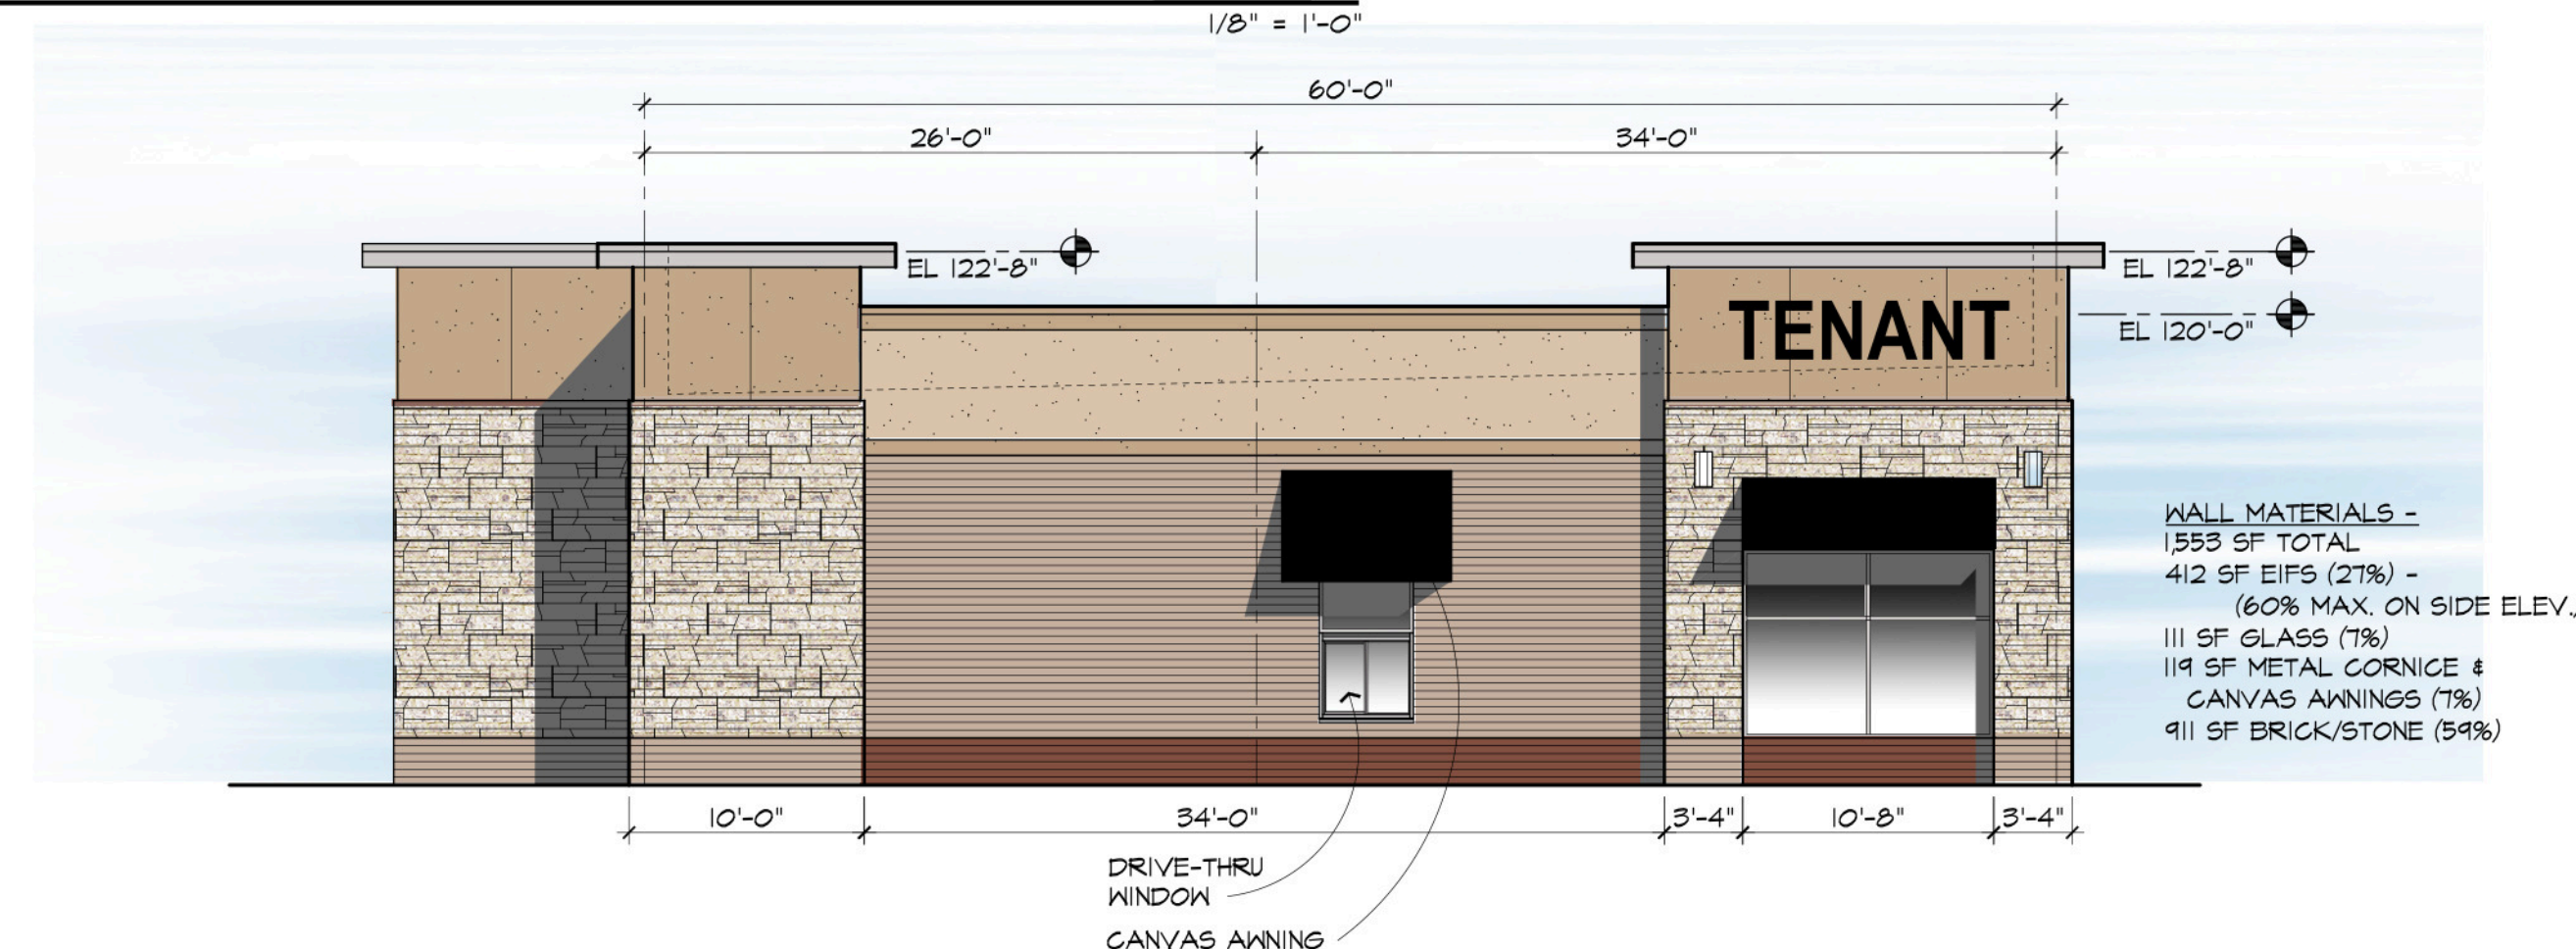 1/8" = 1'-0"
60'-0"
26'-0"
34'-0"
EL 122'-8"
EL 122'-8"
TENANT
EL 120'-0"
WALL MATERIALS -
1,553 SF TOTAL
412 SF EIFS (27%) -
(60% MAX. ON SIDE ELEV.,
111 SF GLASS (7%)
119 SF METAL CORNICE &
CANVAS AWNINGS (7%)
911 SF BRICK/STONE (59%)
10'-0"
34'-0"
3'-4"
10'-8"
3'-4"
DRIVE-THRU
WINDOW
CANVAS AWNING